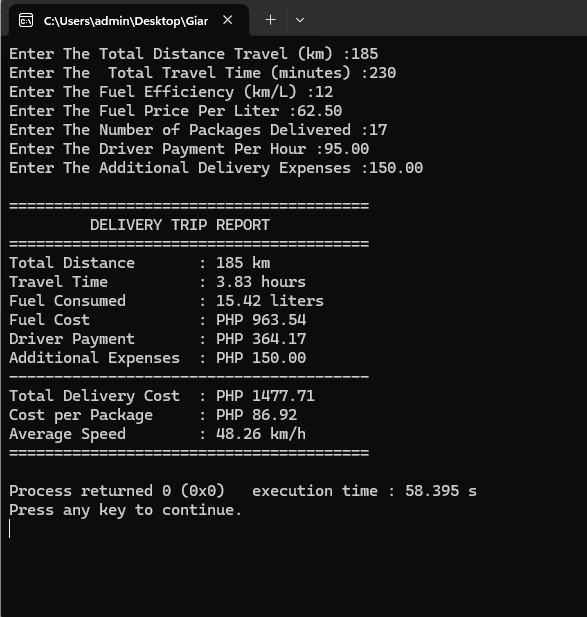 C:\Users\admin\Desktop\Giar
Enter The Total Distance Travel (km) :185
Enter The  Total Travel Time (minutes) :230
Enter The Fuel Efficiency (km/L) :12
Enter The Fuel Price Per Liter :62.50
Enter The Number of Packages Delivered :17
Enter The Driver Payment Per Hour :95.00
Enter The Additional Delivery Expenses :150.00
========================================
DELIVERY TRIP REPORT
========================================
Total Distance       : 185 km
Travel Time          : 3.83 hours
Fuel Consumed        : 15.42 liters
Fuel Cost            : PHP 963.54
Driver Payment       : PHP 364.17
Additional Expenses  : PHP 150.00
----------------------------------------
Total Delivery Cost  : PHP 1477.71
Cost per Package     : PHP 86.92
Average Speed        : 48.26 km/h
========================================
Process returned 0 (0x0)   execution time : 58.395 s
Press any key to continue.